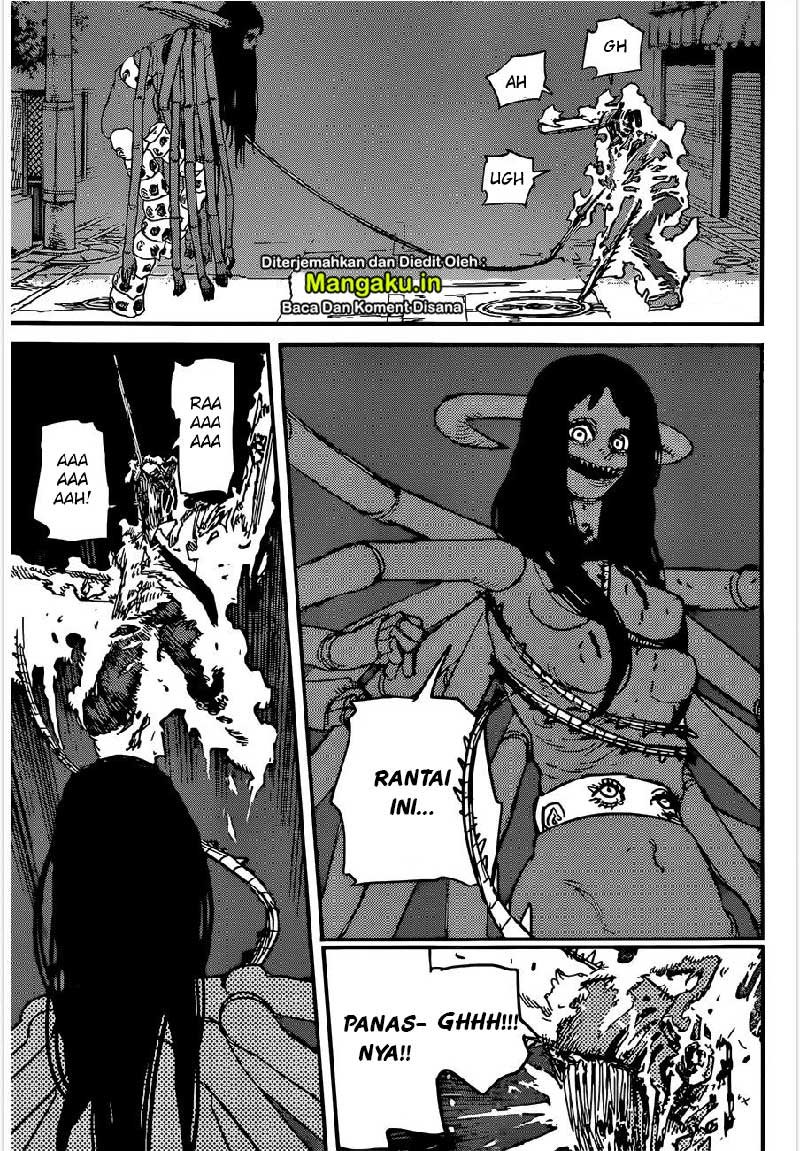 GH
AH
UGH
Diterjemahkan dan Diedit Oleh :
Mangaku.in
Baca Dan Koment Disana
RANTAI
INI...
RAA
AAA
AAA
AAA
AAA
AAH!
GHHH!!!
PANAS-
NYA!!